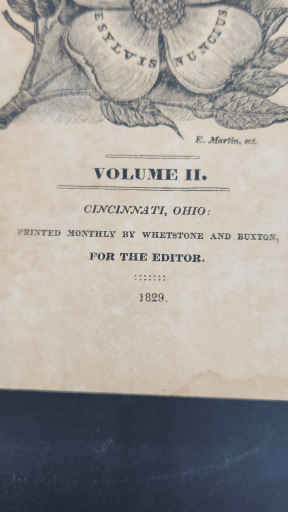 E SYLVIS NUNCIUS
E. Martin, sct.
VOLUME II.
CINCINNATI, OHIO:
PRINTED MONTHLY BY WHETSTONE AND BUXTON,
FOR THE EDITOR.
1829.